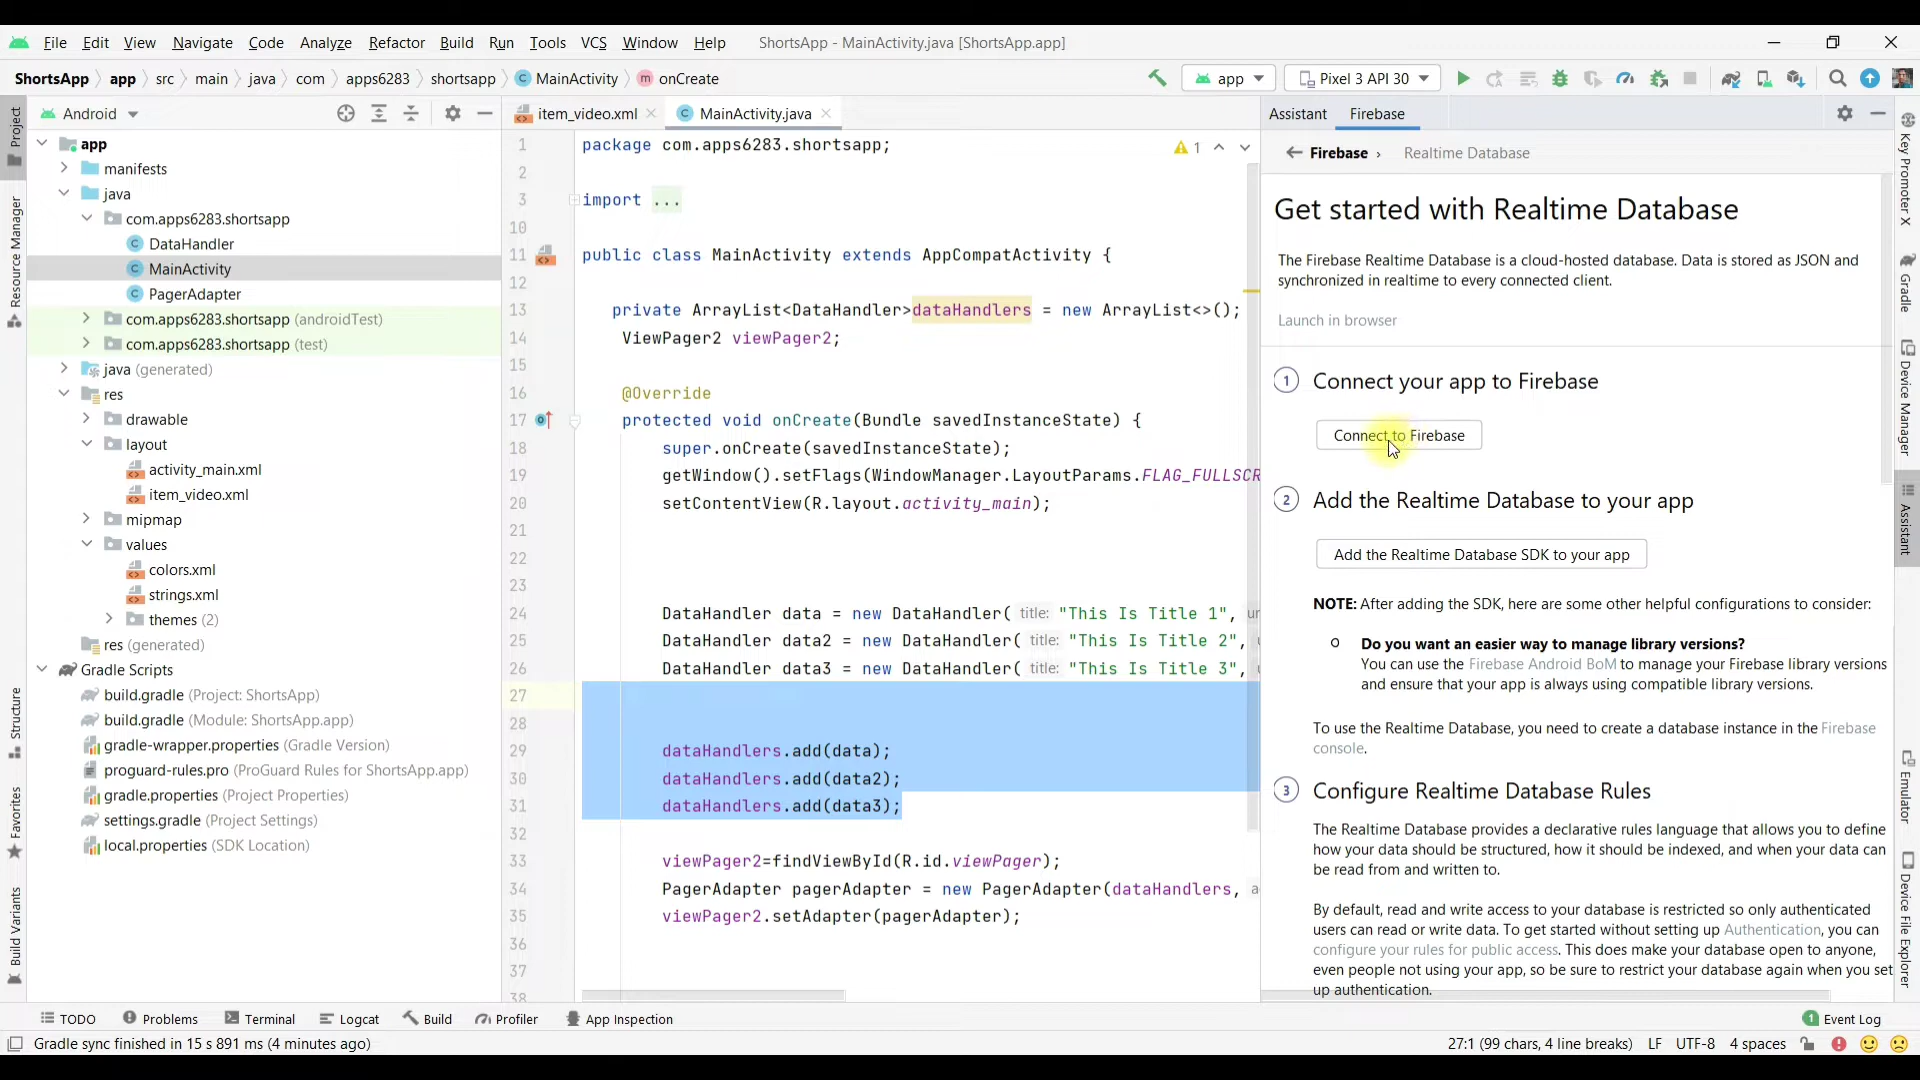 File Edit View Navigate Code Analyze Refactor Build Run Tools VCS Window Help ShortsApp - MainActivity.java [ShortsApp.app]
ShortsApp app src main java com apps6283 shortsapp MainActivity onCreate app Pixel 3 API 30
Project
Resource Manager
Structure
Favorites
Build Variants
Android
app
manifests
java
com.apps6283.shortsapp
DataHandler
MainActivity
PagerAdapter
com.apps6283.shortsapp (androidTest)
com.apps6283.shortsapp (test)
java (generated)
res
drawable
layout
activity_main.xml
item_video.xml
mipmap
values
colors.xml
strings.xml
themes (2)
res (generated)
Gradle Scripts
build.gradle (Project: ShortsApp)
build.gradle (Module: ShortsApp.app)
gradle-wrapper.properties (Gradle Version)
proguard-rules.pro (ProGuard Rules for ShortsApp.app)
gradle.properties (Project Properties)
settings.gradle (Project Settings)
local.properties (SDK Location)
item_video.xml MainActivity.java
1 package com.apps6283.shortsapp; 1
2
3 import ...
10
11 public class MainActivity extends AppCompatActivity {
12
13 private ArrayList<DataHandler>dataHandlers = new ArrayList<>();
14 ViewPager2 viewPager2;
15
16 @Override
17 protected void onCreate(Bundle savedInstanceState) {
18 super.onCreate(savedInstanceState);
19 getWindow().setFlags(WindowManager.LayoutParams.FLAG_FULLSCR
20 setContentView(R.layout.activity_main);
21
22
23
24 DataHandler data = new DataHandler( title: "This Is Title 1", ur
25 DataHandler data2 = new DataHandler( title: "This Is Title 2",
26 DataHandler data3 = new DataHandler( title: "This Is Title 3",
27
28
29 dataHandlers.add(data);
30 dataHandlers.add(data2);
31 dataHandlers.add(data3);
32
33 viewPager2=findViewById(R.id.viewPager);
34 PagerAdapter pagerAdapter = new PagerAdapter(dataHandlers, a
35 viewPager2.setAdapter(pagerAdapter);
36
37
38
Assistant Firebase
Firebase › Realtime Database
Get started with Realtime Database
The Firebase Realtime Database is a cloud-hosted database. Data is stored as JSON and
synchronized in realtime to every connected client.
Launch in browser
1 Connect your app to Firebase
Connect to Firebase
2 Add the Realtime Database to your app
Add the Realtime Database SDK to your app
NOTE: After adding the SDK, here are some other helpful configurations to consider:
Do you want an easier way to manage library versions?
You can use the Firebase Android BoM to manage your Firebase library versions
and ensure that your app is always using compatible library versions.
To use the Realtime Database, you need to create a database instance in the Firebase
console.
3 Configure Realtime Database Rules
The Realtime Database provides a declarative rules language that allows you to define
how your data should be structured, how it should be indexed, and when your data can
be read from and written to.
By default, read and write access to your database is restricted so only authenticated
users can read or write data. To get started without setting up Authentication, you can
configure your rules for public access. This does make your database open to anyone,
even people not using your app, so be sure to restrict your database again when you set
up authentication.
Key Promoter X
Gradle
Device Manager
Assistant
Emulator
Device File Explorer
TODO Problems Terminal Logcat Build Profiler App Inspection 1 Event Log
Gradle sync finished in 15 s 891 ms (4 minutes ago) 27:1 (99 chars, 4 line breaks) LF UTF-8 4 spaces